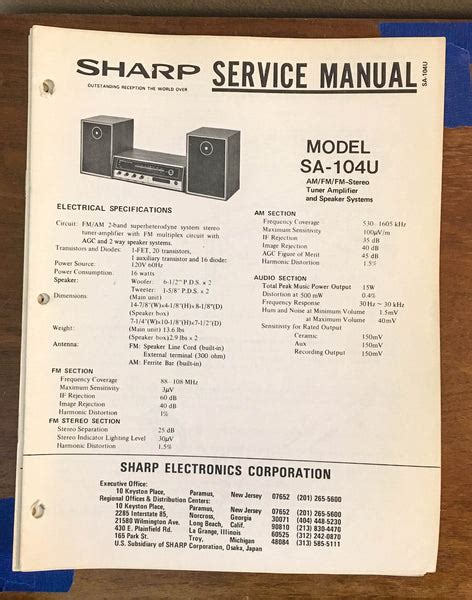 SHARP SERVICE MANUAL
OUTSTANDING RECEPTION THE WORLD OVER
SA-104U
MODEL
SA-104U
AM/FM/FM-Stereo
Tuner Amplifier
and Speaker Systems
ELECTRICAL SPECIFICATIONS
Circuit: FM/AM 2-band superheterodyne system stereo
tuner-amplifier with FM multiplex circuit with
AGC and 2 way speaker systems.
Transistors and Diodes: 1-FET, 20 transistors,
1 auxiliary transistor and 16 diode:
Power Source: 120V 60Hz
Power Consumption: 16 watts
Speaker: Woofer: 6-1/2" P.D.S. x 2
Tweeter: 1-5/8" P.D.S. x 2
Dimensions (Main unit)
14-7/8"(W)x4-1/8"(H)x8-1/8"(D)
(Speaker box)
7-1/4"(W)x10-1/8"(H)x7-1/2"(D)
Weight: (Main unit) 13.6 lbs
(Speaker box) 2.9 lbs x 2
Antenna: FM: Speaker Line Cord (built-in)
External terminal (300 ohm)
AM: Ferrite Bar (built-in)
FM SECTION
Frequency Coverage 88-108 MHz
Maximum Sensitivity 3μV
IF Rejection 60 dB
Image Rejection 40 dB
Harmonic Distortion 1%
FM STEREO SECTION
Stereo Separation 25 dB
Stereo Indicator Lighting Level 30μV
Harmonic Distortion 1.5%
AM SECTION
Frequency Coverage 530-1605 kHz
Maximum Sensitivity 100μV/m
IF Rejection 35 dB
Image Rejection 40 dB
AGC Figure of Merit 45 dB
Harmonic Distortion 1.5%
AUDIO SECTION
Total Peak Music Power Output 15W
Distortion at 500 mW 0.4%
Frequency Response 30Hz ~ 30 kHz
Hum and Noise at Minimum Volume 1.5mV
at Maximum Volume 40mV
Sensitivity for Rated Output
Ceramic 150mV
Aux 150mV
Recording Output 150mV
SHARP ELECTRONICS CORPORATION
Executive Office:
10 Keyston Place, Paramus, New Jersey 07652 (201) 265-5600
Regional Offices & Distribution Centers:
10 Keyston Place, Paramus, New Jersey 07652 (201) 265-5600
2285 Interstate 85, Norcross, Georgia 30071 (404) 448-5230
21580 Wilmington Ave. Long Beach, Calif. 90810 (213) 830-4470
430 E. Plainfield Rd. La Grange, Illinois 60525 (312) 242-0870
165 Park St. Troy, Michigan 48084 (313) 585-5111
U.S. Subsidiary of SHARP Corporation, Osaka, Japan